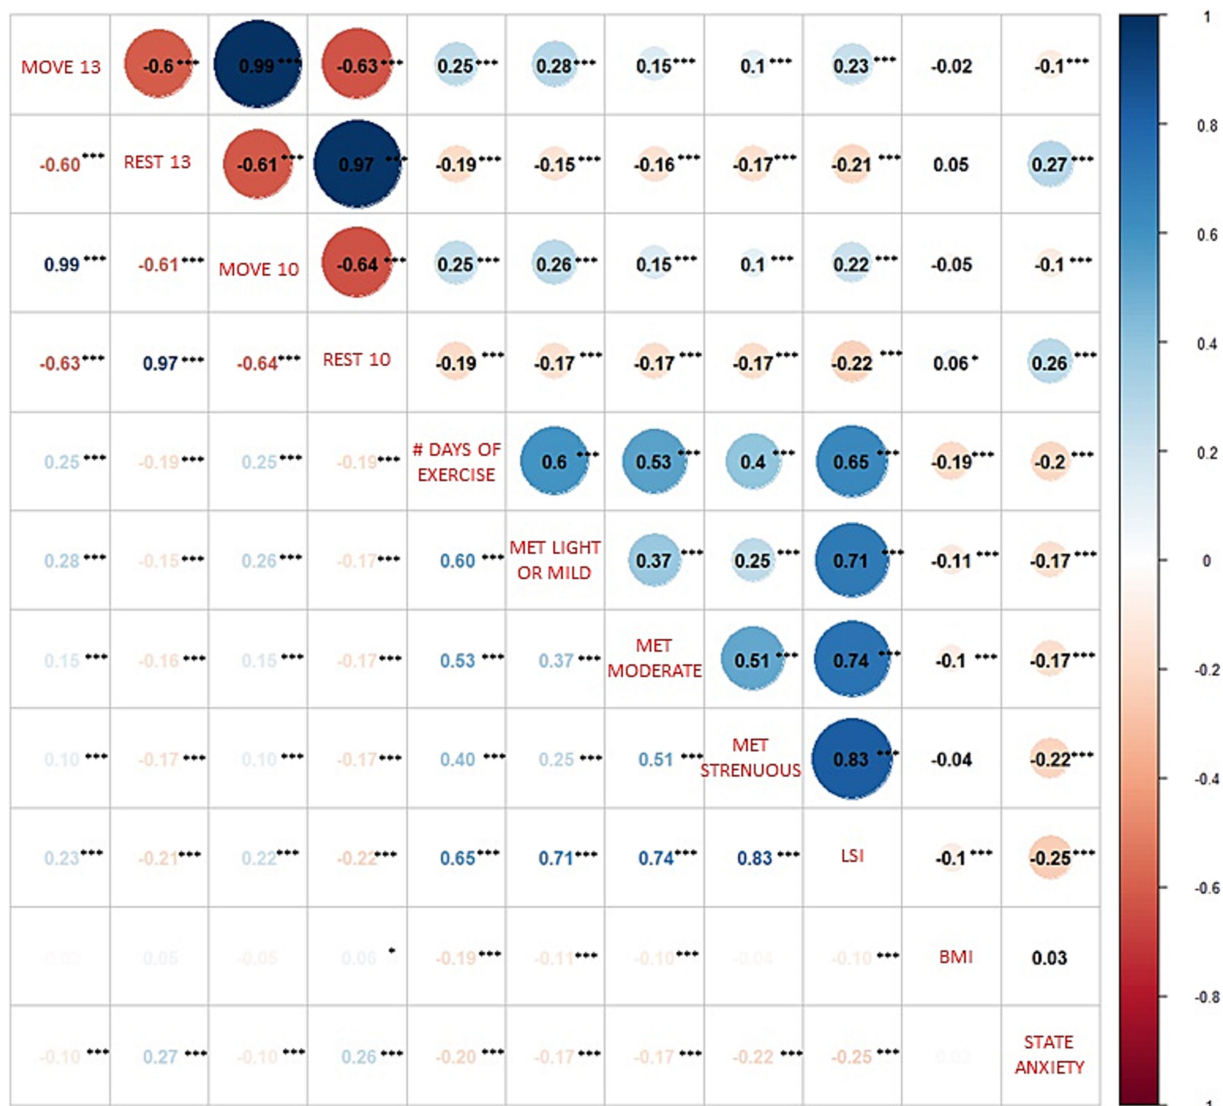 MOVE 13 -0.6*** 0.99*** -0.63*** 0.25*** 0.28*** 0.15*** 0.1*** 0.23*** -0.02 -0.1***
-0.60*** REST 13 -0.61*** 0.97*** -0.19*** -0.15*** -0.16*** -0.17*** -0.21*** 0.05 0.27***
0.99*** -0.61*** MOVE 10 -0.64*** 0.25*** 0.26*** 0.15*** 0.1*** 0.22*** -0.05 -0.1***
-0.63*** 0.97*** -0.64*** REST 10 -0.19*** -0.17*** -0.17*** -0.17*** -0.22*** 0.06* 0.26***
0.25*** -0.19*** 0.25*** -0.19*** # DAYS OF
EXERCISE 0.6*** 0.53*** 0.4*** 0.65*** -0.19*** -0.2***
0.28*** -0.15*** 0.26*** -0.17*** 0.60*** MET LIGHT
OR MILD 0.37*** 0.25*** 0.71*** -0.11*** -0.17***
0.15*** -0.16*** 0.15*** -0.17*** 0.53*** 0.37*** MET
MODERATE 0.51*** 0.74*** -0.1*** -0.17***
0.10*** -0.17*** 0.10*** -0.17*** 0.40*** 0.25*** 0.51*** MET
STRENUOUS 0.83*** -0.04 -0.22***
0.23*** -0.21*** 0.22*** -0.22*** 0.65*** 0.71*** 0.74*** 0.83*** LSI -0.1*** -0.25***
0.05 -0.05 0.06* -0.19*** -0.11*** -0.10*** -0.04 -0.10*** BMI 0.03
-0.10*** 0.27*** -0.10*** 0.26*** -0.20*** -0.17*** -0.17*** -0.22*** -0.25*** STATE
ANXIETY
1
0.8
0.6
0.4
0.2
0
-0.2
-0.4
-0.6
-0.8
-1